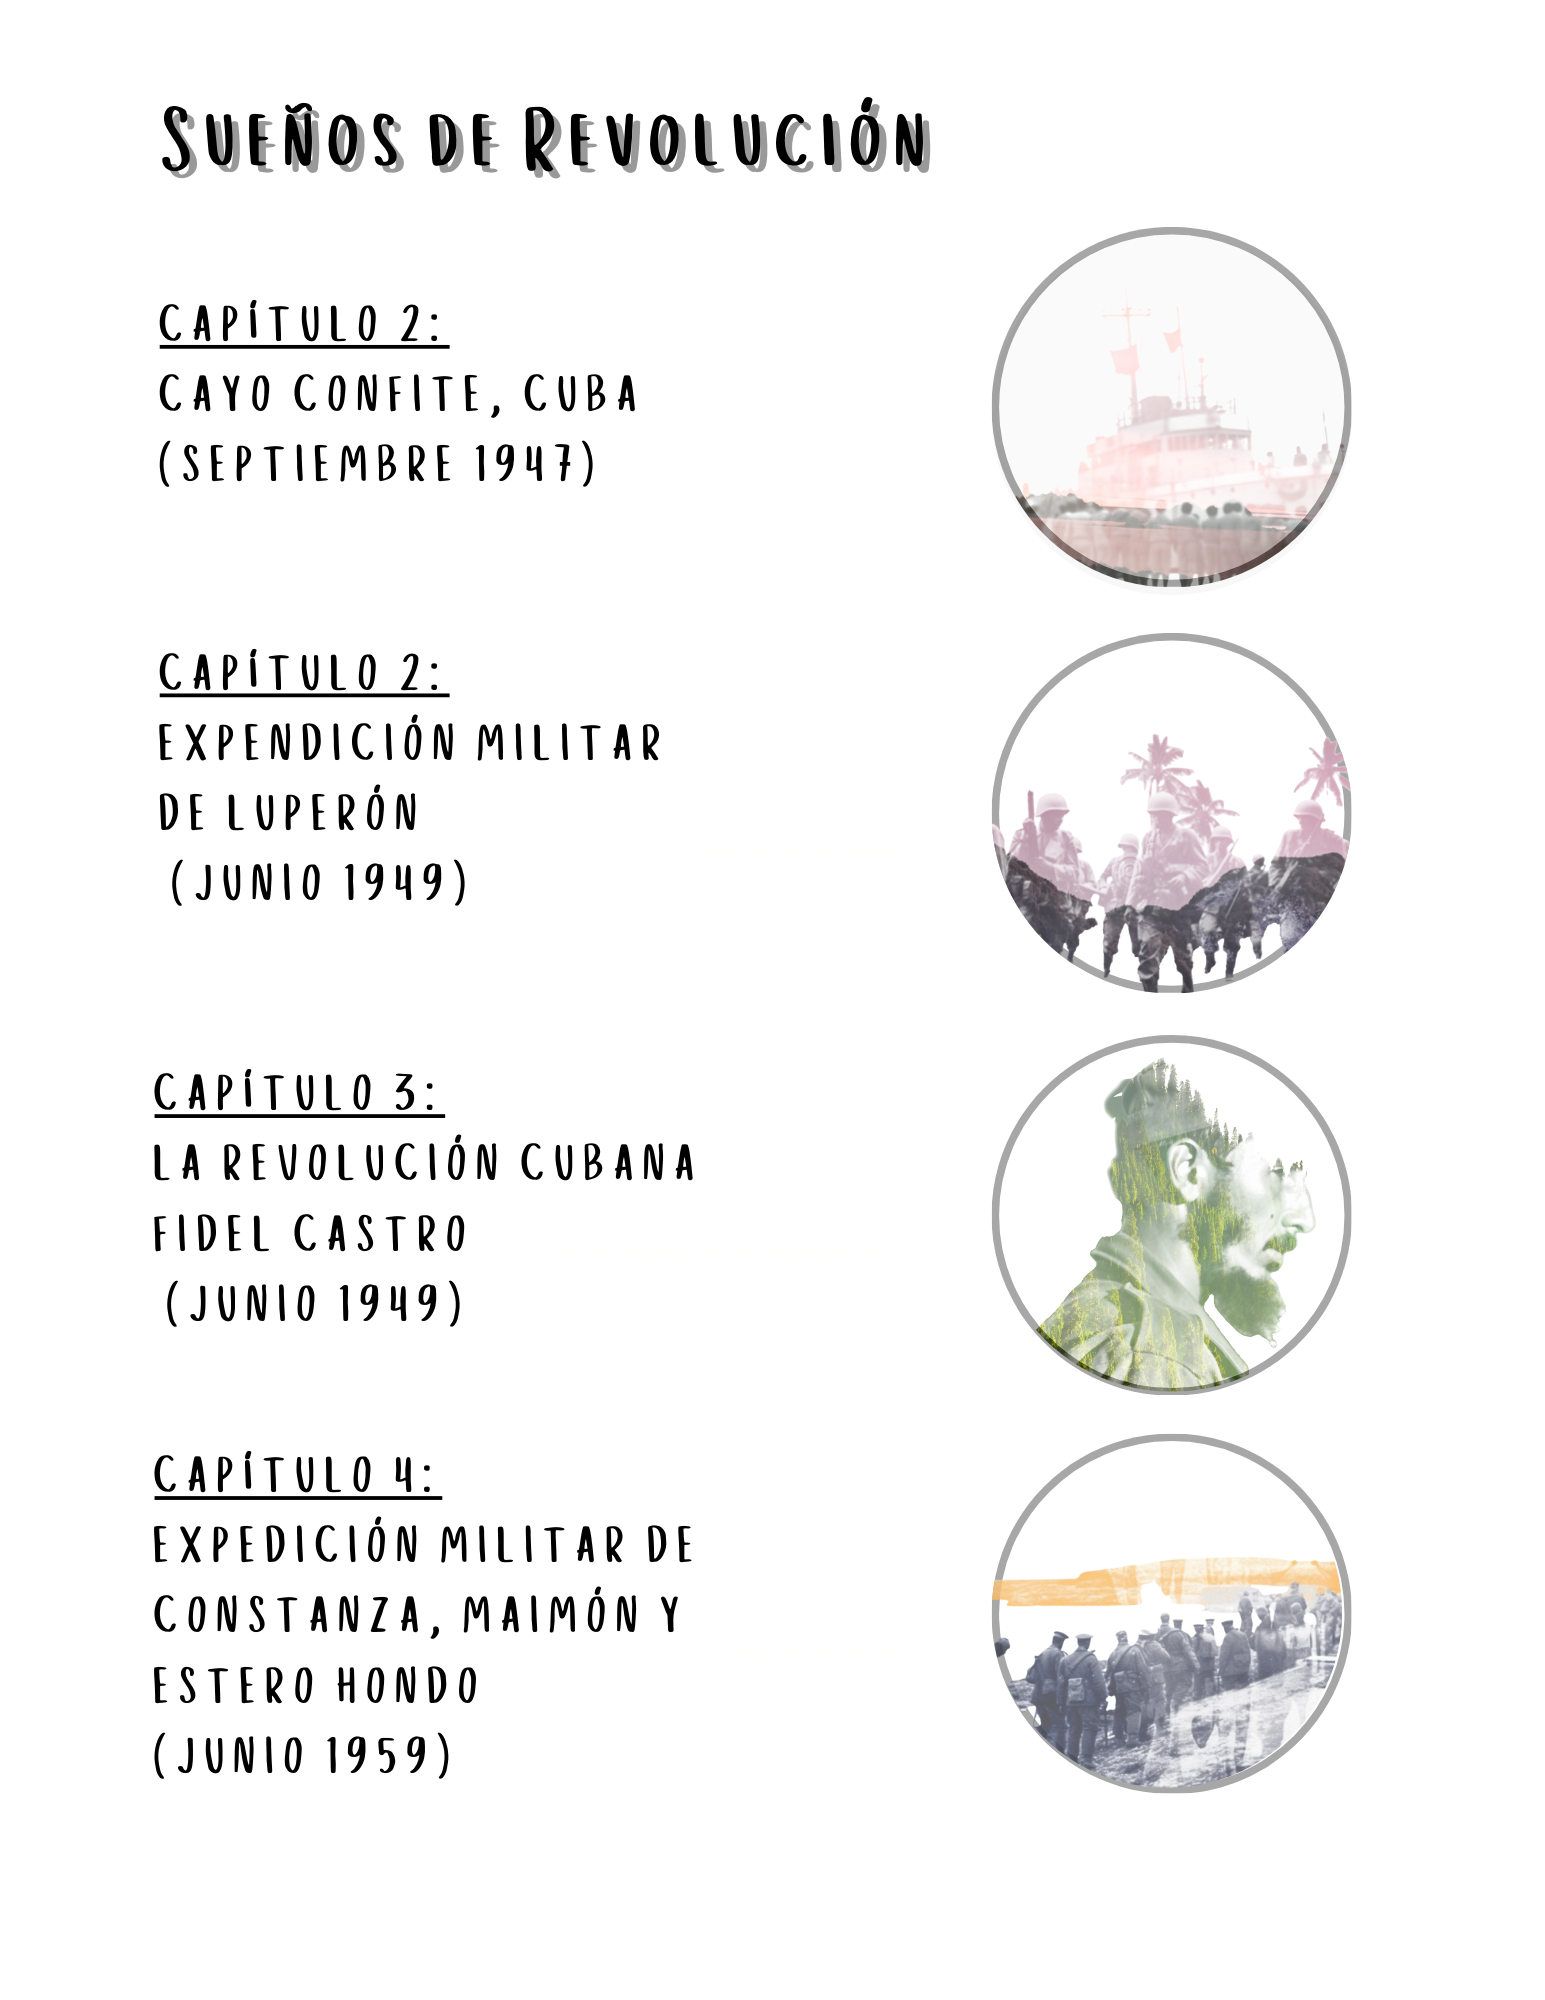 Sueños de Revolución
CAPÍTULO 2:
CAYO CONFITE, CUBA
(SEPTIEMBRE 1947)
CAPÍTULO 2:
EXPENDICIÓN MILITAR
DE LUPERÓN
(JUNIO 1949)
CAPÍTULO 3:
LA REVOLUCIÓN CUBANA
FIDEL CASTRO
(JUNIO 1949)
CAPÍTULO 4:
EXPEDICIÓN MILITAR DE
CONSTANZA, MAIMÓN Y
ESTERO HONDO
(JUNIO 1959)